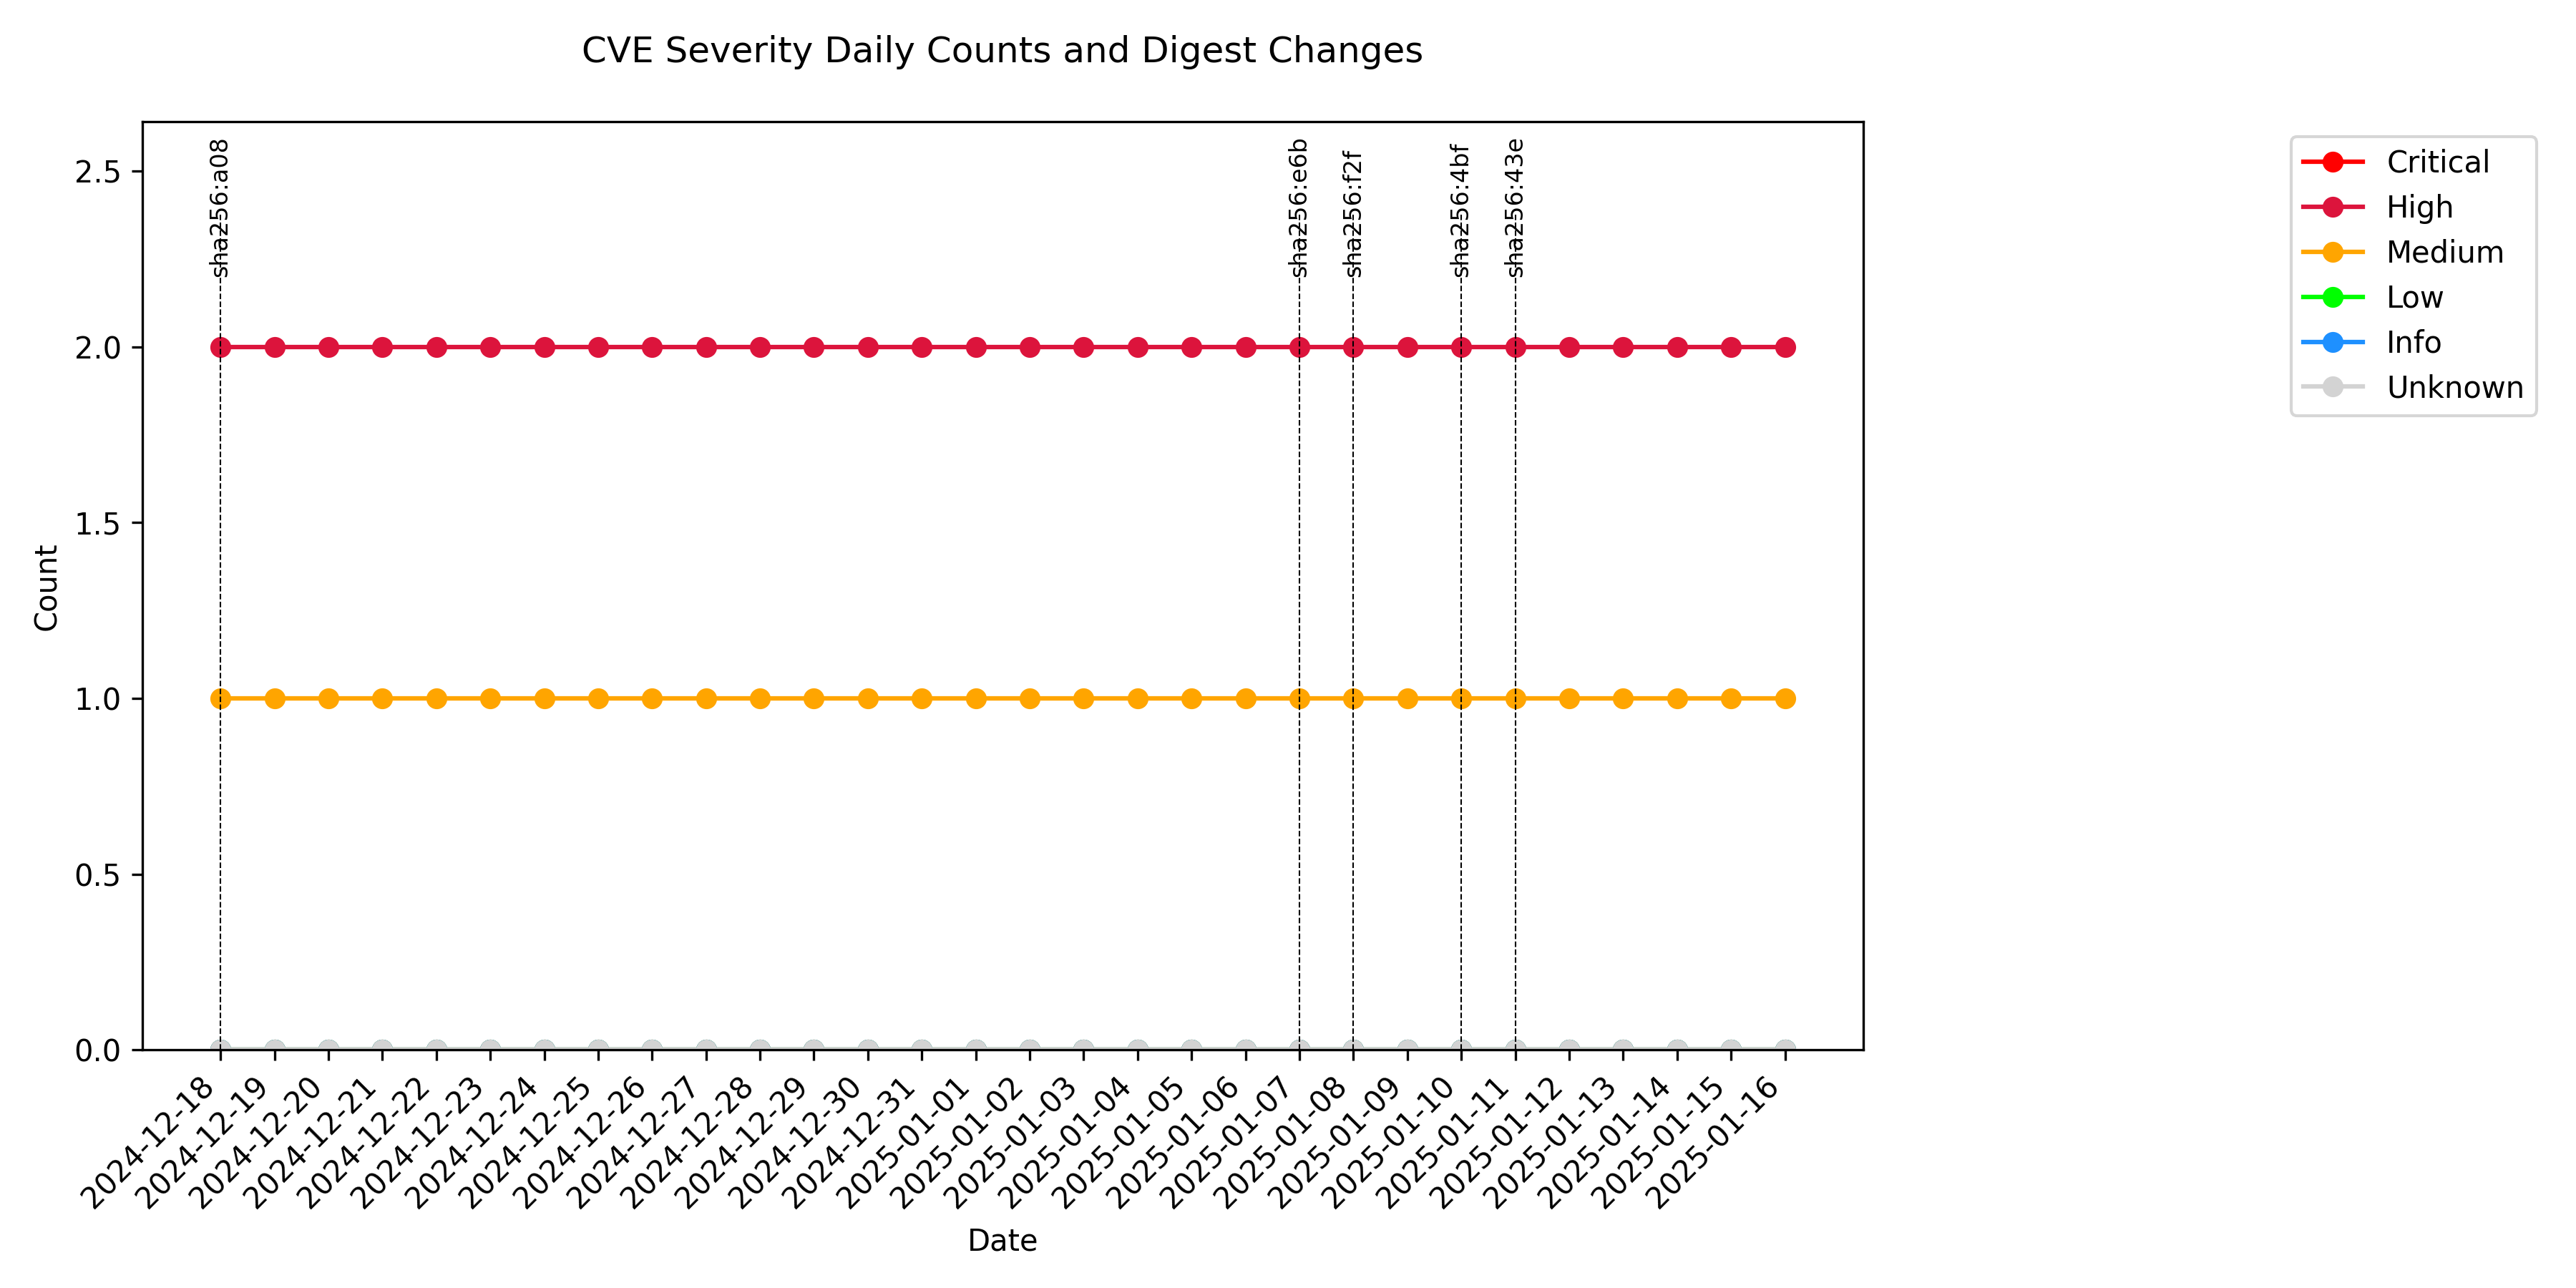 CVE Severity Daily Counts and Digest Changes
sha256:a08
sha256:e6b
sha256:f2f
sha256:4bf
sha256:43e
Critical
High
Medium
Low
Info
Unknown
Count
2.5
2.0
1.5
1.0
0.5
0.0
2024-12-18
2024-12-19
2024-12-20
2024-12-21
2024-12-22
2024-12-23
2024-12-24
2024-12-25
2024-12-26
2024-12-27
2024-12-28
2024-12-29
2024-12-30
2024-12-31
2025-01-01
2025-01-02
2025-01-03
2025-01-04
2025-01-05
2025-01-06
2025-01-07
2025-01-08
2025-01-09
2025-01-10
2025-01-11
2025-01-12
2025-01-13
2025-01-14
2025-01-15
2025-01-16
Date